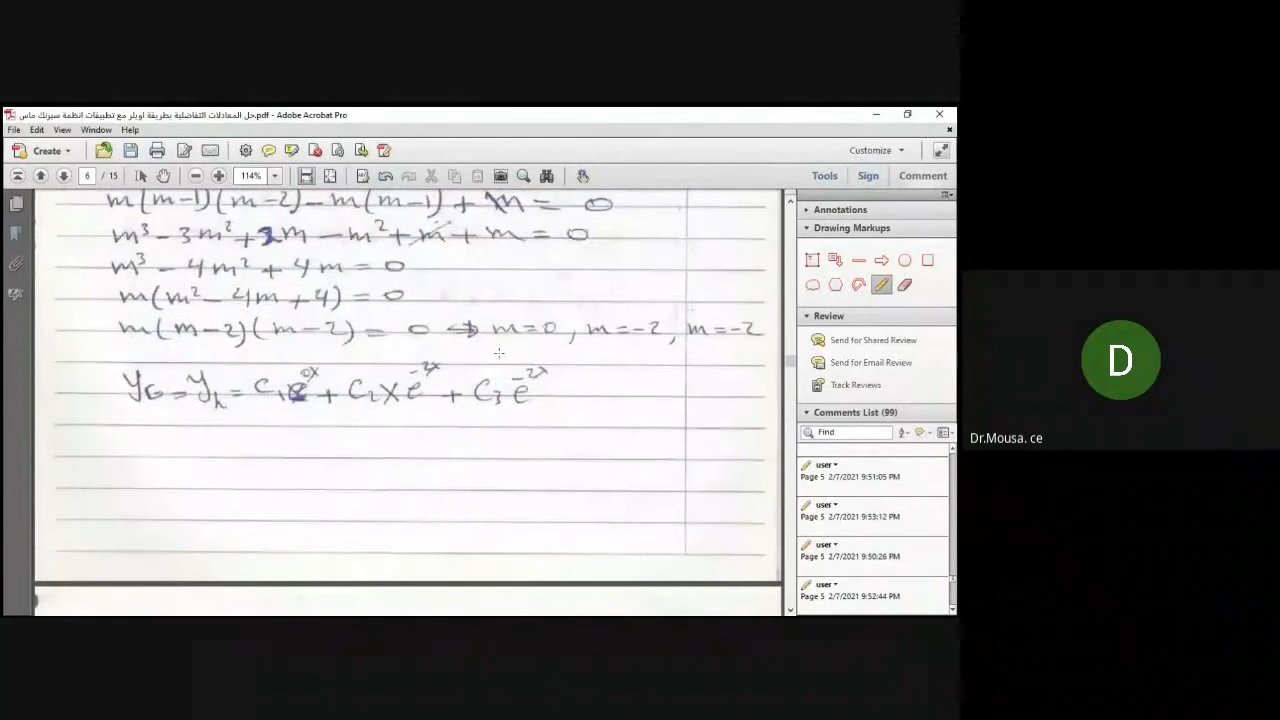 حل المعادلات التفاضلية بطريقة اويلر مع تطبيقات انظمة سبرنك ماس.pdf - Adobe Acrobat Pro
File Edit View Window Help
Create Customize
6 / 15 114% Tools Sign Comment
m(m-1)(m-2) - m(m-1) + m = 0
m³ - 3m² + 2m - m² + m + m = 0
m³ - 4m² + 4m = 0
m(m² - 4m + 4) = 0
m(m-2)(m-2) = 0 ⇒ m=0, m=-2, m=-2
y_G = y_h = C₁e^{0x} + C₂xe^{-2x} + C₃e^{-2x}
Annotations
Drawing Markups
Review
Send for Shared Review
Send for Email Review
Track Reviews
Comments List (99)
Find
user
Page 5 2/7/2021 9:51:05 PM
user
Page 5 2/7/2021 9:53:12 PM
user
Page 5 2/7/2021 9:50:26 PM
user
Page 5 2/7/2021 9:52:44 PM
D
Dr.Mousa. ce